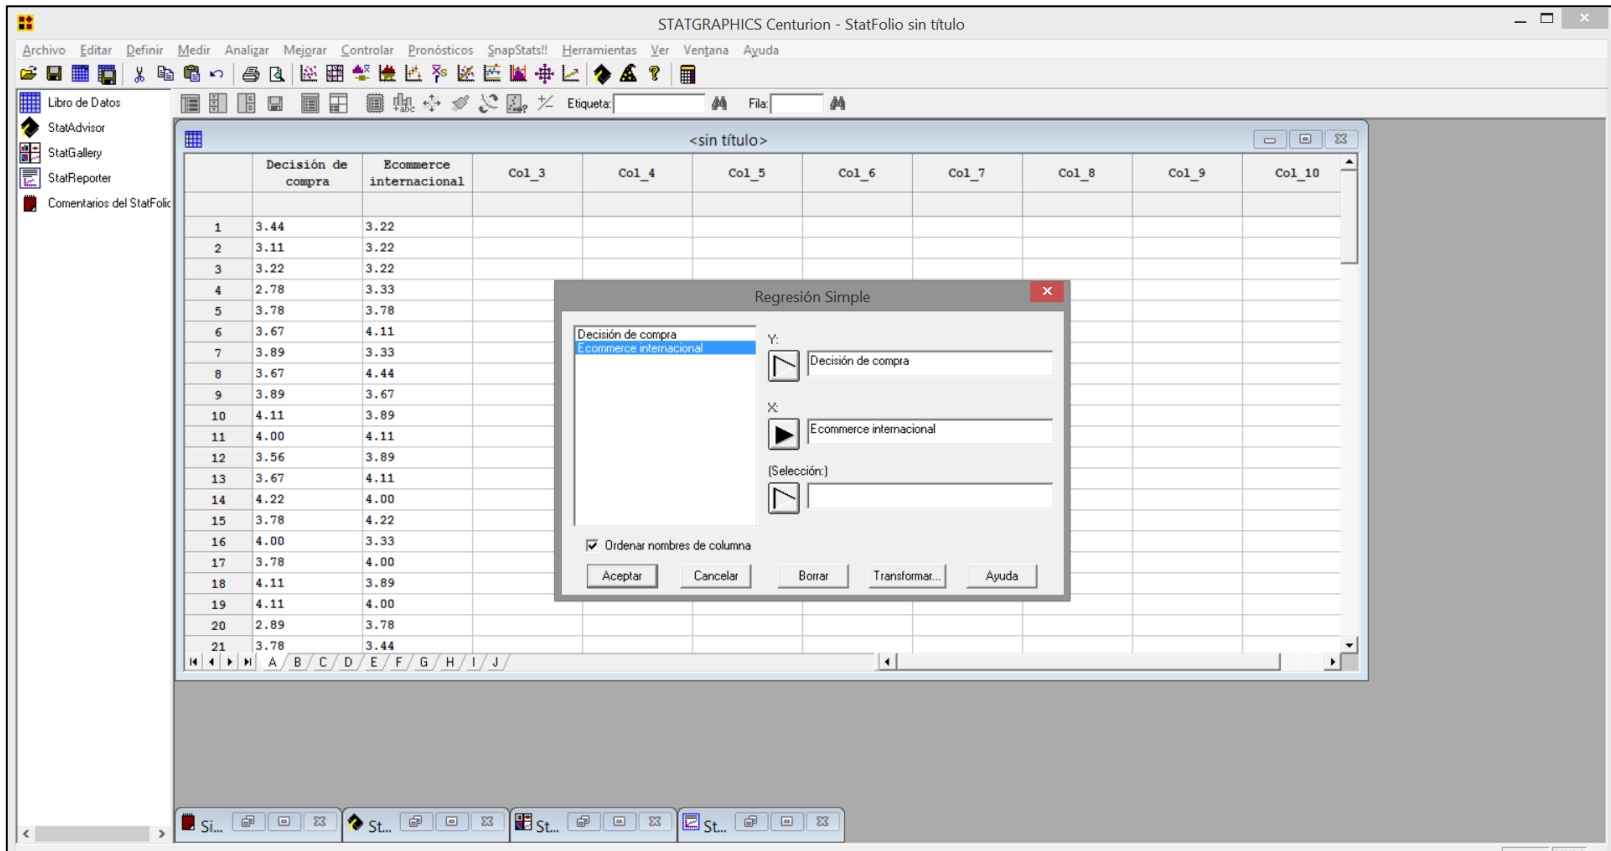 STATGRAPHICS Centurion - StatFolio sin título
Archivo Editar Definir Medir Analizar Mejorar Controlar Pronósticos SnapStats!! Herramientas Ver Ventana Ayuda
Libro de Datos
StatAdvisor
StatGallery
StatReporter
Comentarios del StatFolio
Etiqueta: Fila:
<sin título>
Decisión de compra Ecommerce internacional Col_3 Col_4 Col_5 Col_6 Col_7 Col_8 Col_9 Col_10
1 3.44 3.22
2 3.11 3.22
3 3.22 3.22
4 2.78 3.33
5 3.78 3.78
6 3.67 4.11
7 3.89 3.33
8 3.67 4.44
9 3.89 3.67
10 4.11 3.89
11 4.00 4.11
12 3.56 3.89
13 3.67 4.11
14 4.22 4.00
15 3.78 4.22
16 4.00 3.33
17 3.78 4.00
18 4.11 3.89
19 4.11 4.00
20 2.89 3.78
21 3.78 3.44
A B C D E F G H I J
Regresión Simple
Decisión de compra
Ecommerce internacional
Y:
Decisión de compra
X:
Ecommerce internacional
(Selección:)
Ordenar nombres de columna
Aceptar Cancelar Borrar Transformar... Ayuda
Si... St... St... St...